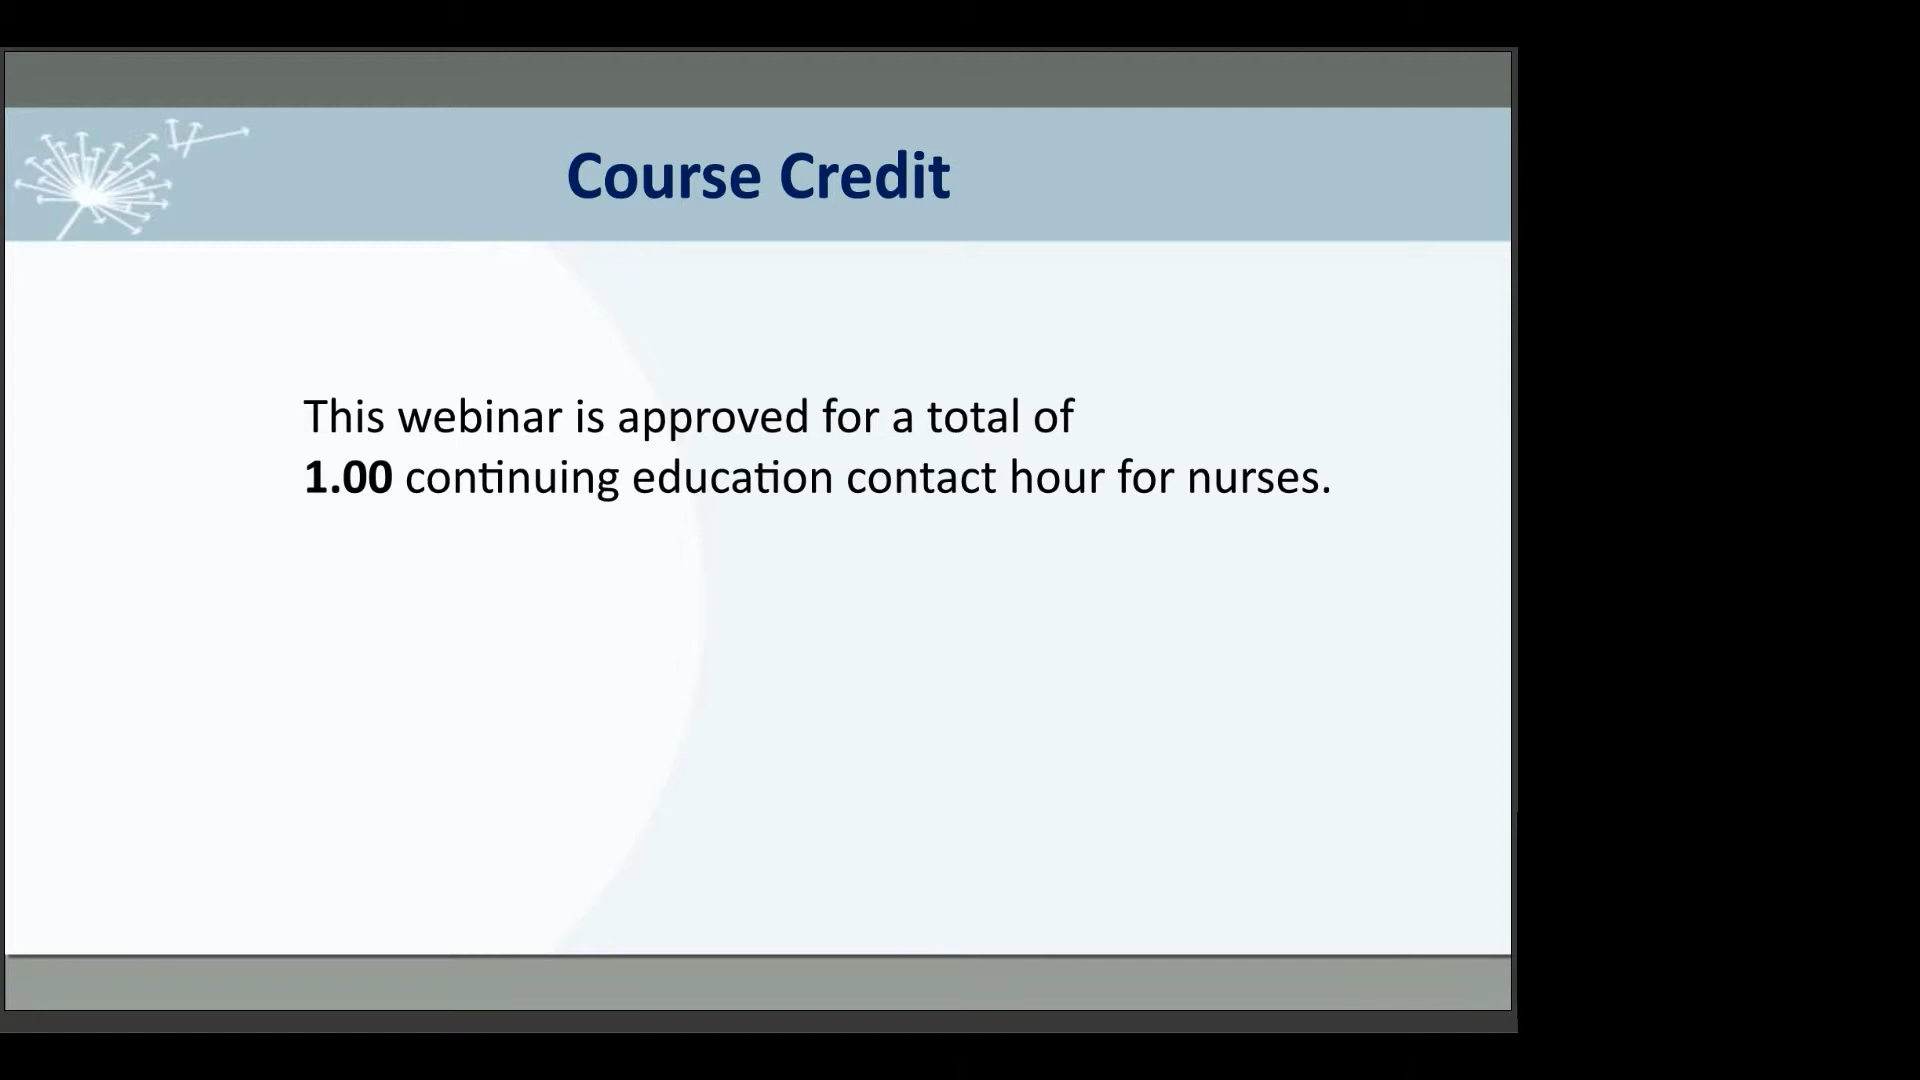 Course Credit
This webinar is approved for a total of
1.00 continuing education contact hour for nurses.